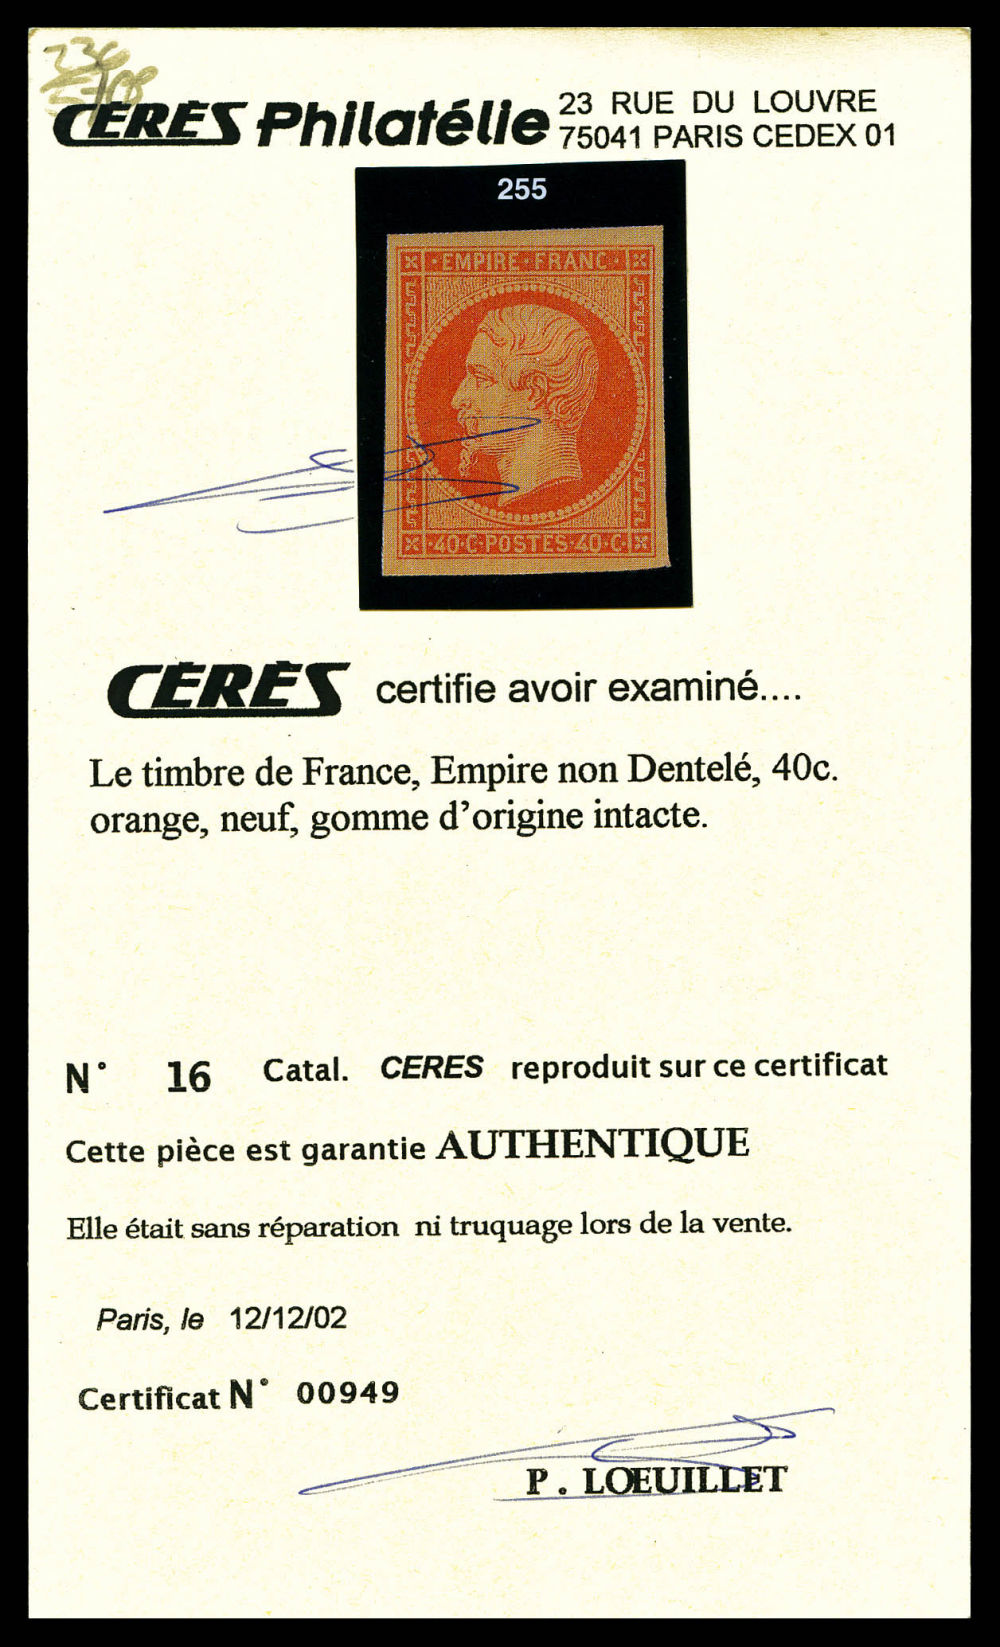 CÉRÈS Philatélie 23 RUE DU LOUVRE
75041 PARIS CEDEX 01
255
·EMPIRE·FRANC·
·40·C·POSTES·40·C·
CÉRÈS certifie avoir examiné....
Le timbre de France, Empire non Dentelé, 40c.
orange, neuf, gomme d’origine intacte.
N° 16 Catal. CERES reproduit sur ce certificat
Cette pièce est garantie AUTHENTIQUE
Elle était sans réparation ni truquage lors de la vente.
Paris, le 12/12/02
Certificat N° 00949
P. LOEUILLET